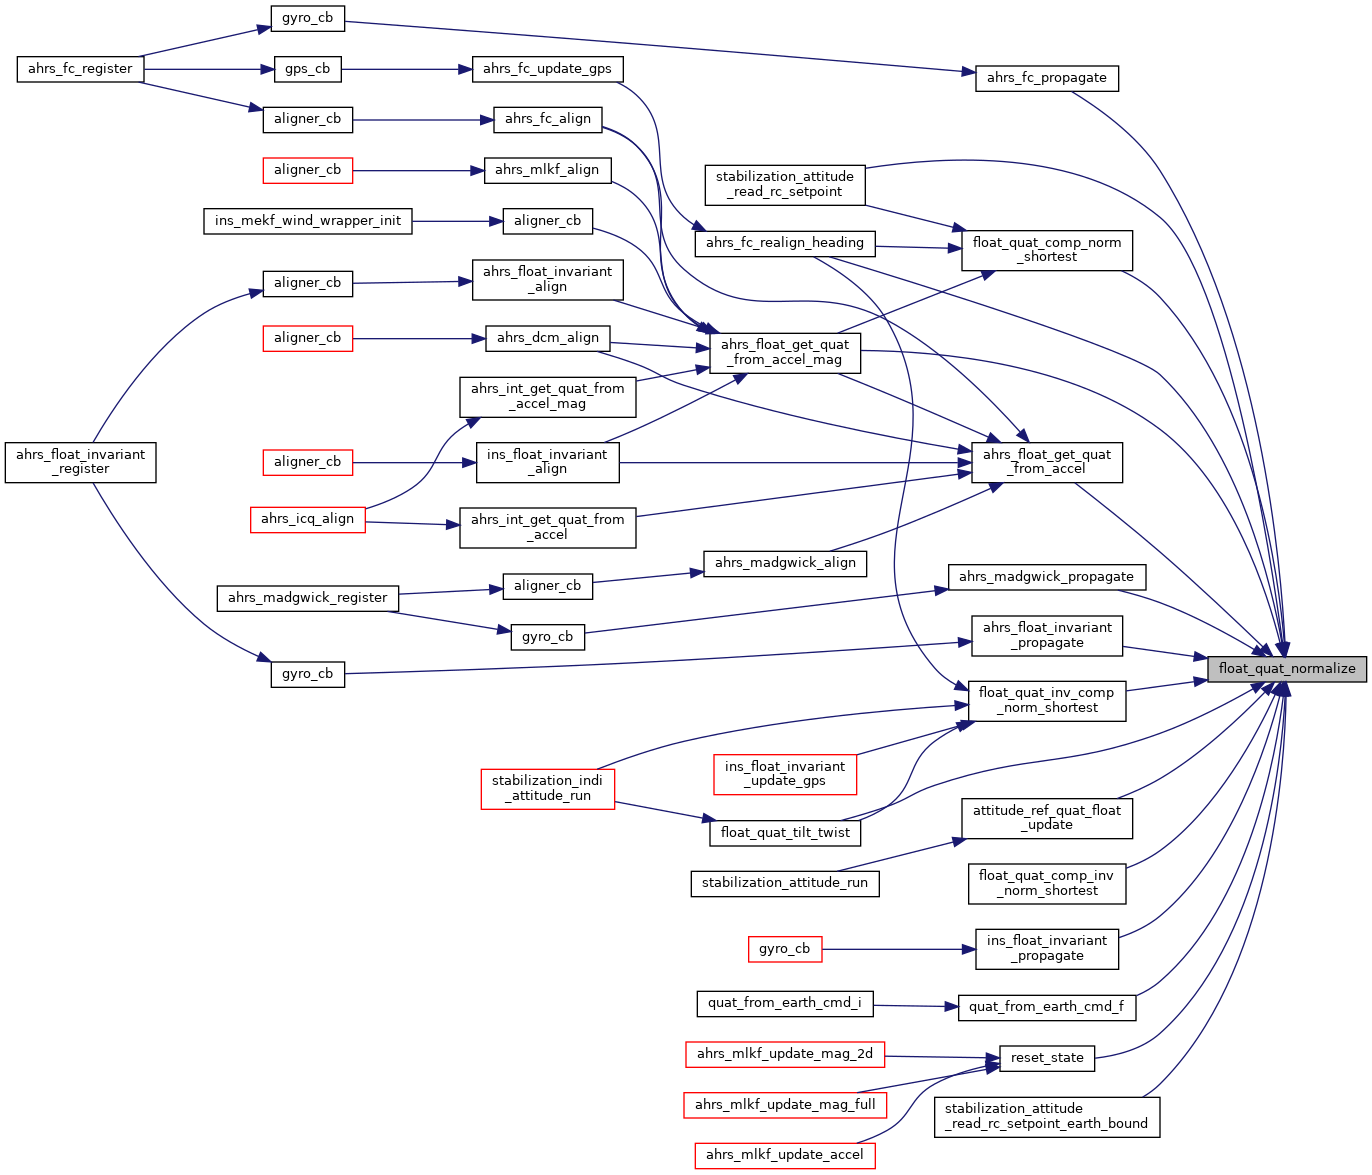 gyro_cb
ahrs_fc_register
gps_cb
ahrs_fc_update_gps
ahrs_fc_propagate
aligner_cb
ahrs_fc_align
aligner_cb
ahrs_mlkf_align
stabilization_attitude
_read_rc_setpoint
ins_mekf_wind_wrapper_init
aligner_cb
ahrs_fc_realign_heading
float_quat_comp_norm
_shortest
aligner_cb
ahrs_float_invariant
_align
aligner_cb
ahrs_dcm_align
ahrs_float_get_quat
_from_accel_mag
ahrs_int_get_quat_from
_accel_mag
ahrs_float_invariant
_register
aligner_cb
ins_float_invariant
_align
ahrs_float_get_quat
_from_accel
ahrs_icq_align
ahrs_int_get_quat_from
_accel
ahrs_madgwick_align
ahrs_madgwick_propagate
ahrs_madgwick_register
aligner_cb
gyro_cb
ahrs_float_invariant
_propagate
gyro_cb
float_quat_normalize
float_quat_inv_comp
_norm_shortest
stabilization_indi
_attitude_run
ins_float_invariant
_update_gps
float_quat_tilt_twist
attitude_ref_quat_float
_update
stabilization_attitude_run
float_quat_comp_inv
_norm_shortest
gyro_cb
ins_float_invariant
_propagate
quat_from_earth_cmd_i
quat_from_earth_cmd_f
ahrs_mlkf_update_mag_2d
reset_state
ahrs_mlkf_update_mag_full
stabilization_attitude
_read_rc_setpoint_earth_bound
ahrs_mlkf_update_accel